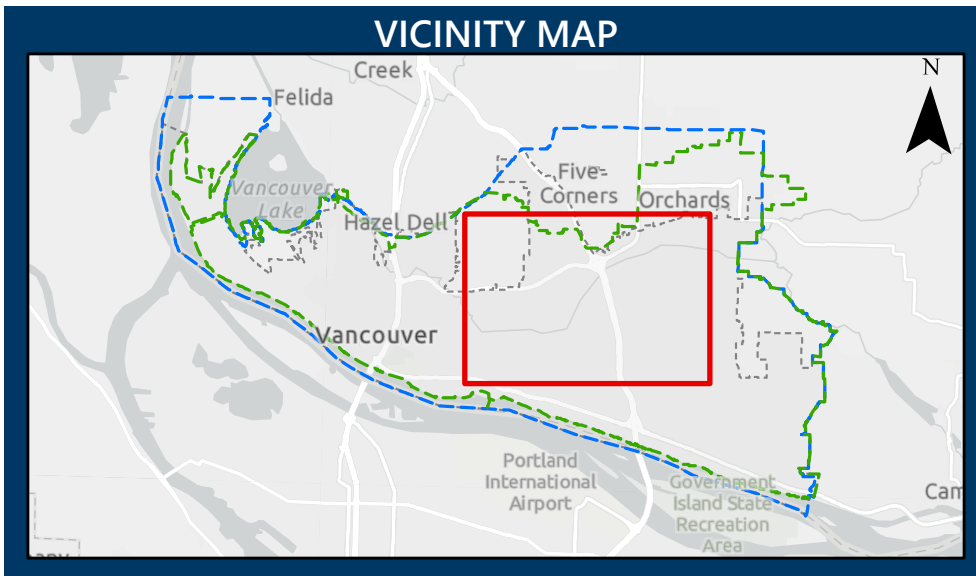 VICINITY MAP
N
Creek
Felida
Five
Corners
Vancouver
Lake
Orchards
Hazel Dell
Vancouver
Portland
International
Airport
Government
Island State
Recreation
Area
Cam